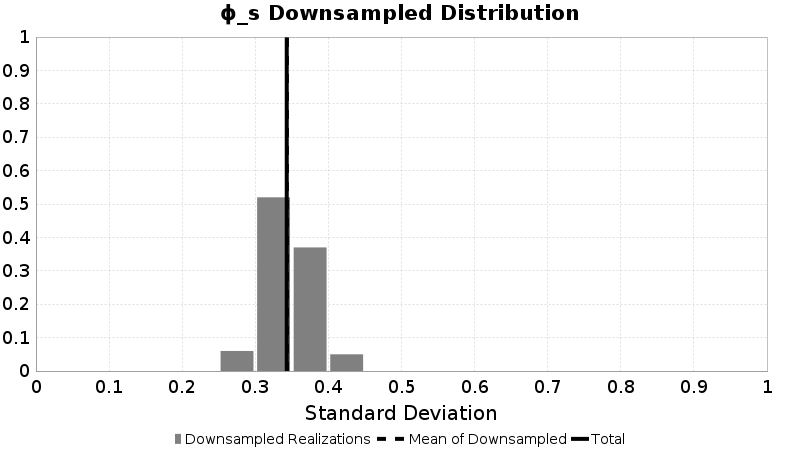 ϕ_s Downsampled Distribution
1
0.9
0.8
0.7
0.6
0.5
0.4
0.3
0.2
0.1
0
0 0.1 0.2 0.3 0.4 0.5 0.6 0.7 0.8 0.9 1
Standard Deviation
Downsampled Realizations Mean of Downsampled Total